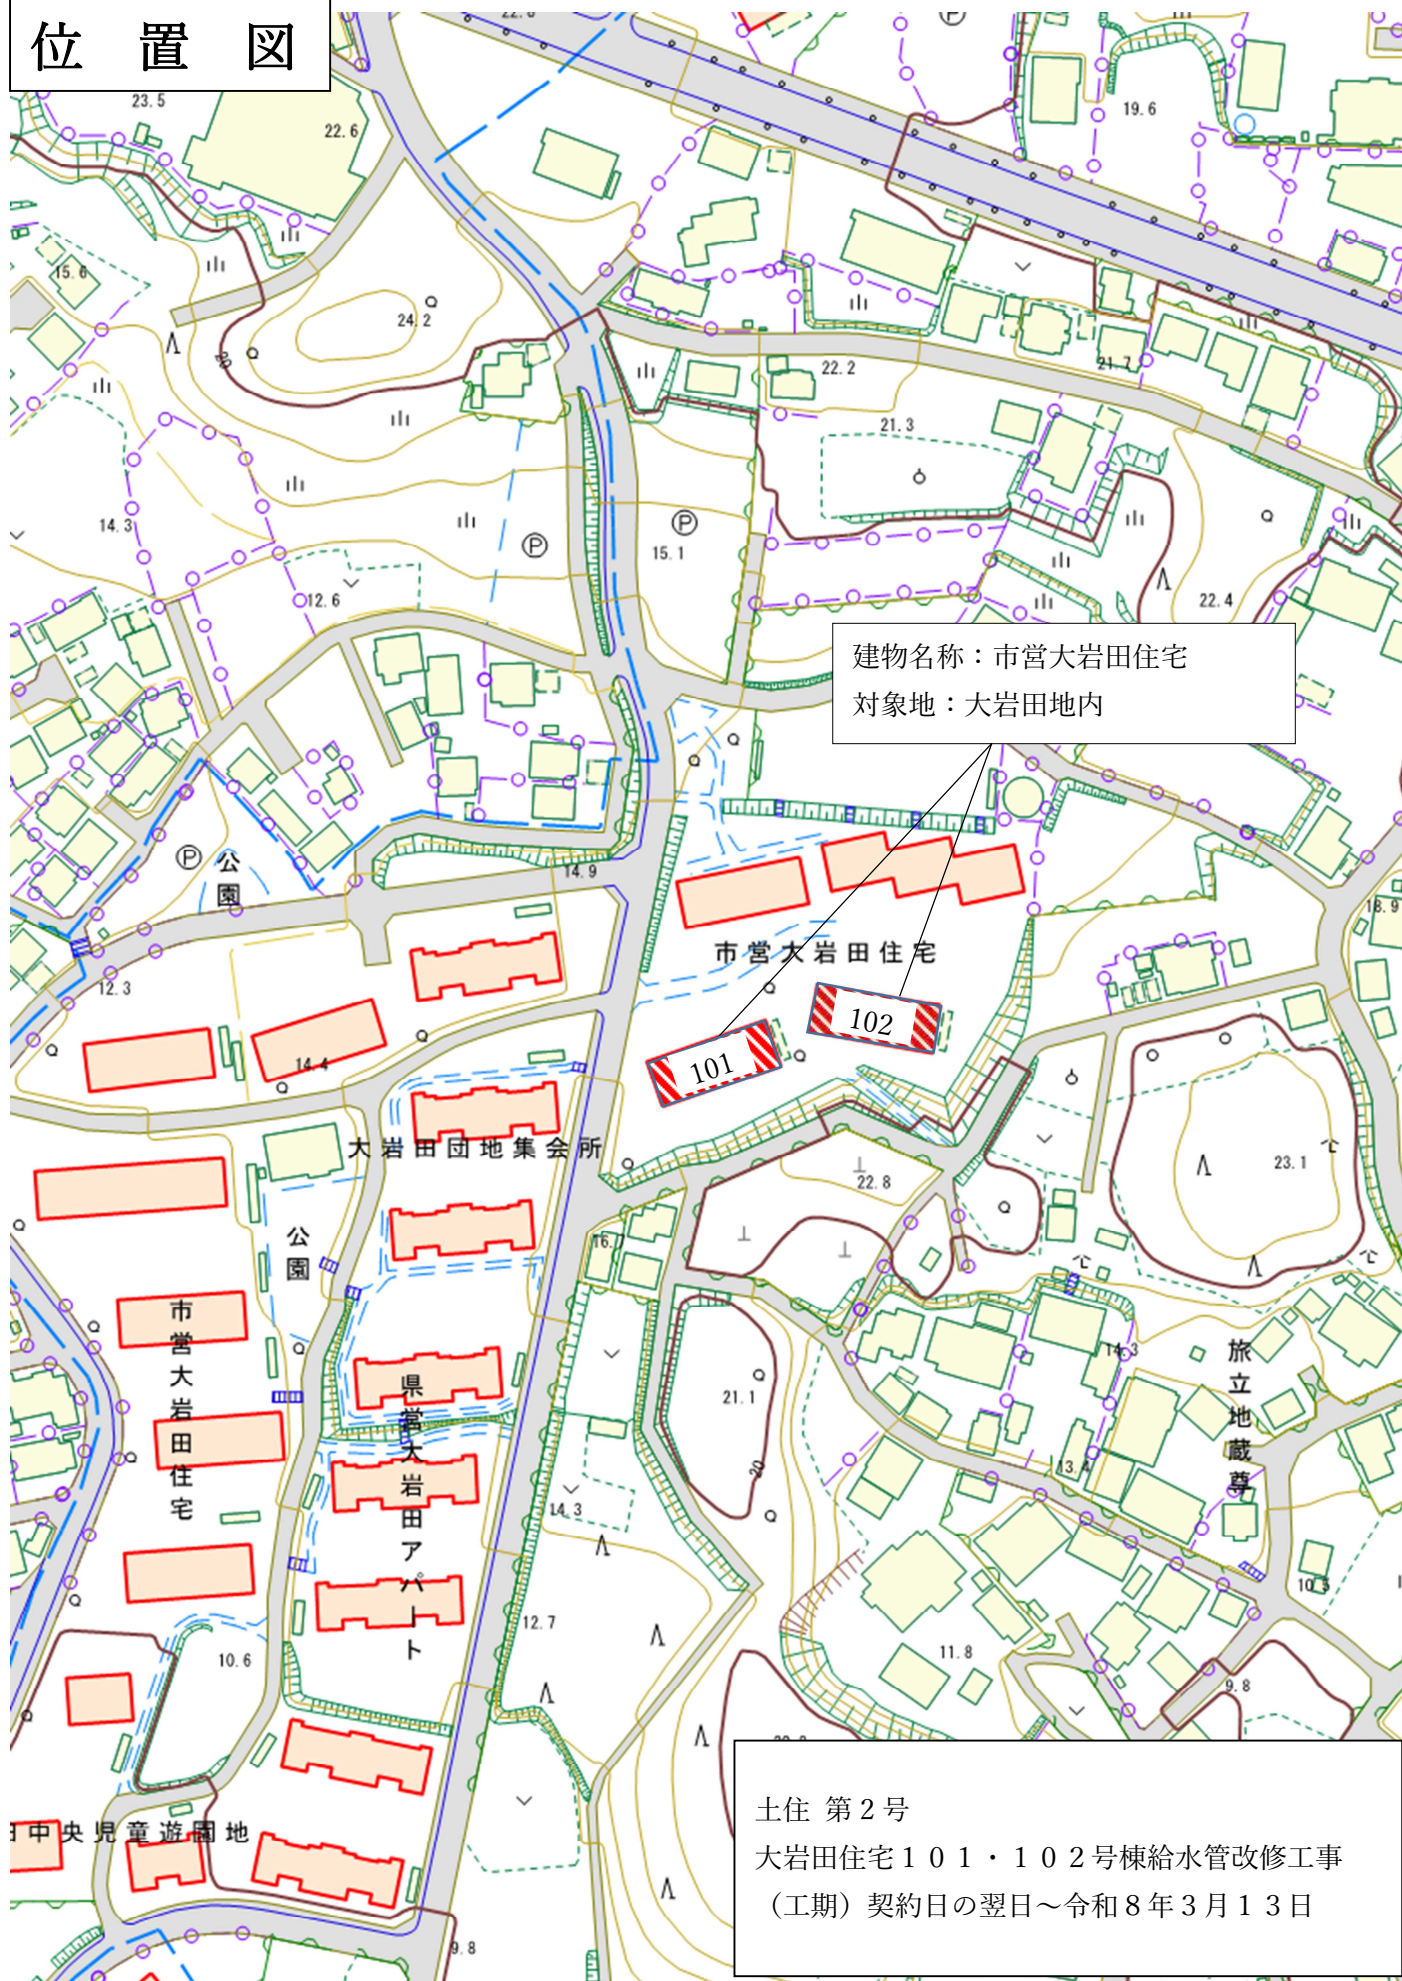 位置図
22.6
23.5
19.6
15.6
24.2
20
22.2
21.7
21.3
14.3
Ⓟ
Ⓟ
15.1
12.6
22.4
建物名称：市営大岩田住宅
対象地：大岩田地内
Ⓟ
公園
14.9
18.9
市営大岩田住宅
12.3
102
101
14.4
大岩田団地集会所
23.1
22.8
公園
16.7
市営大岩田住宅
県営大岩田アパート
旅立地蔵尊
14.3
21.1
20
13.4
14.3
10.5
12.7
10.6
11.8
9.8
中央児童遊園地
9.8
土住 第２号
大岩田住宅１０１・１０２号棟給水管改修工事
（工期）契約日の翌日～令和８年３月１３日